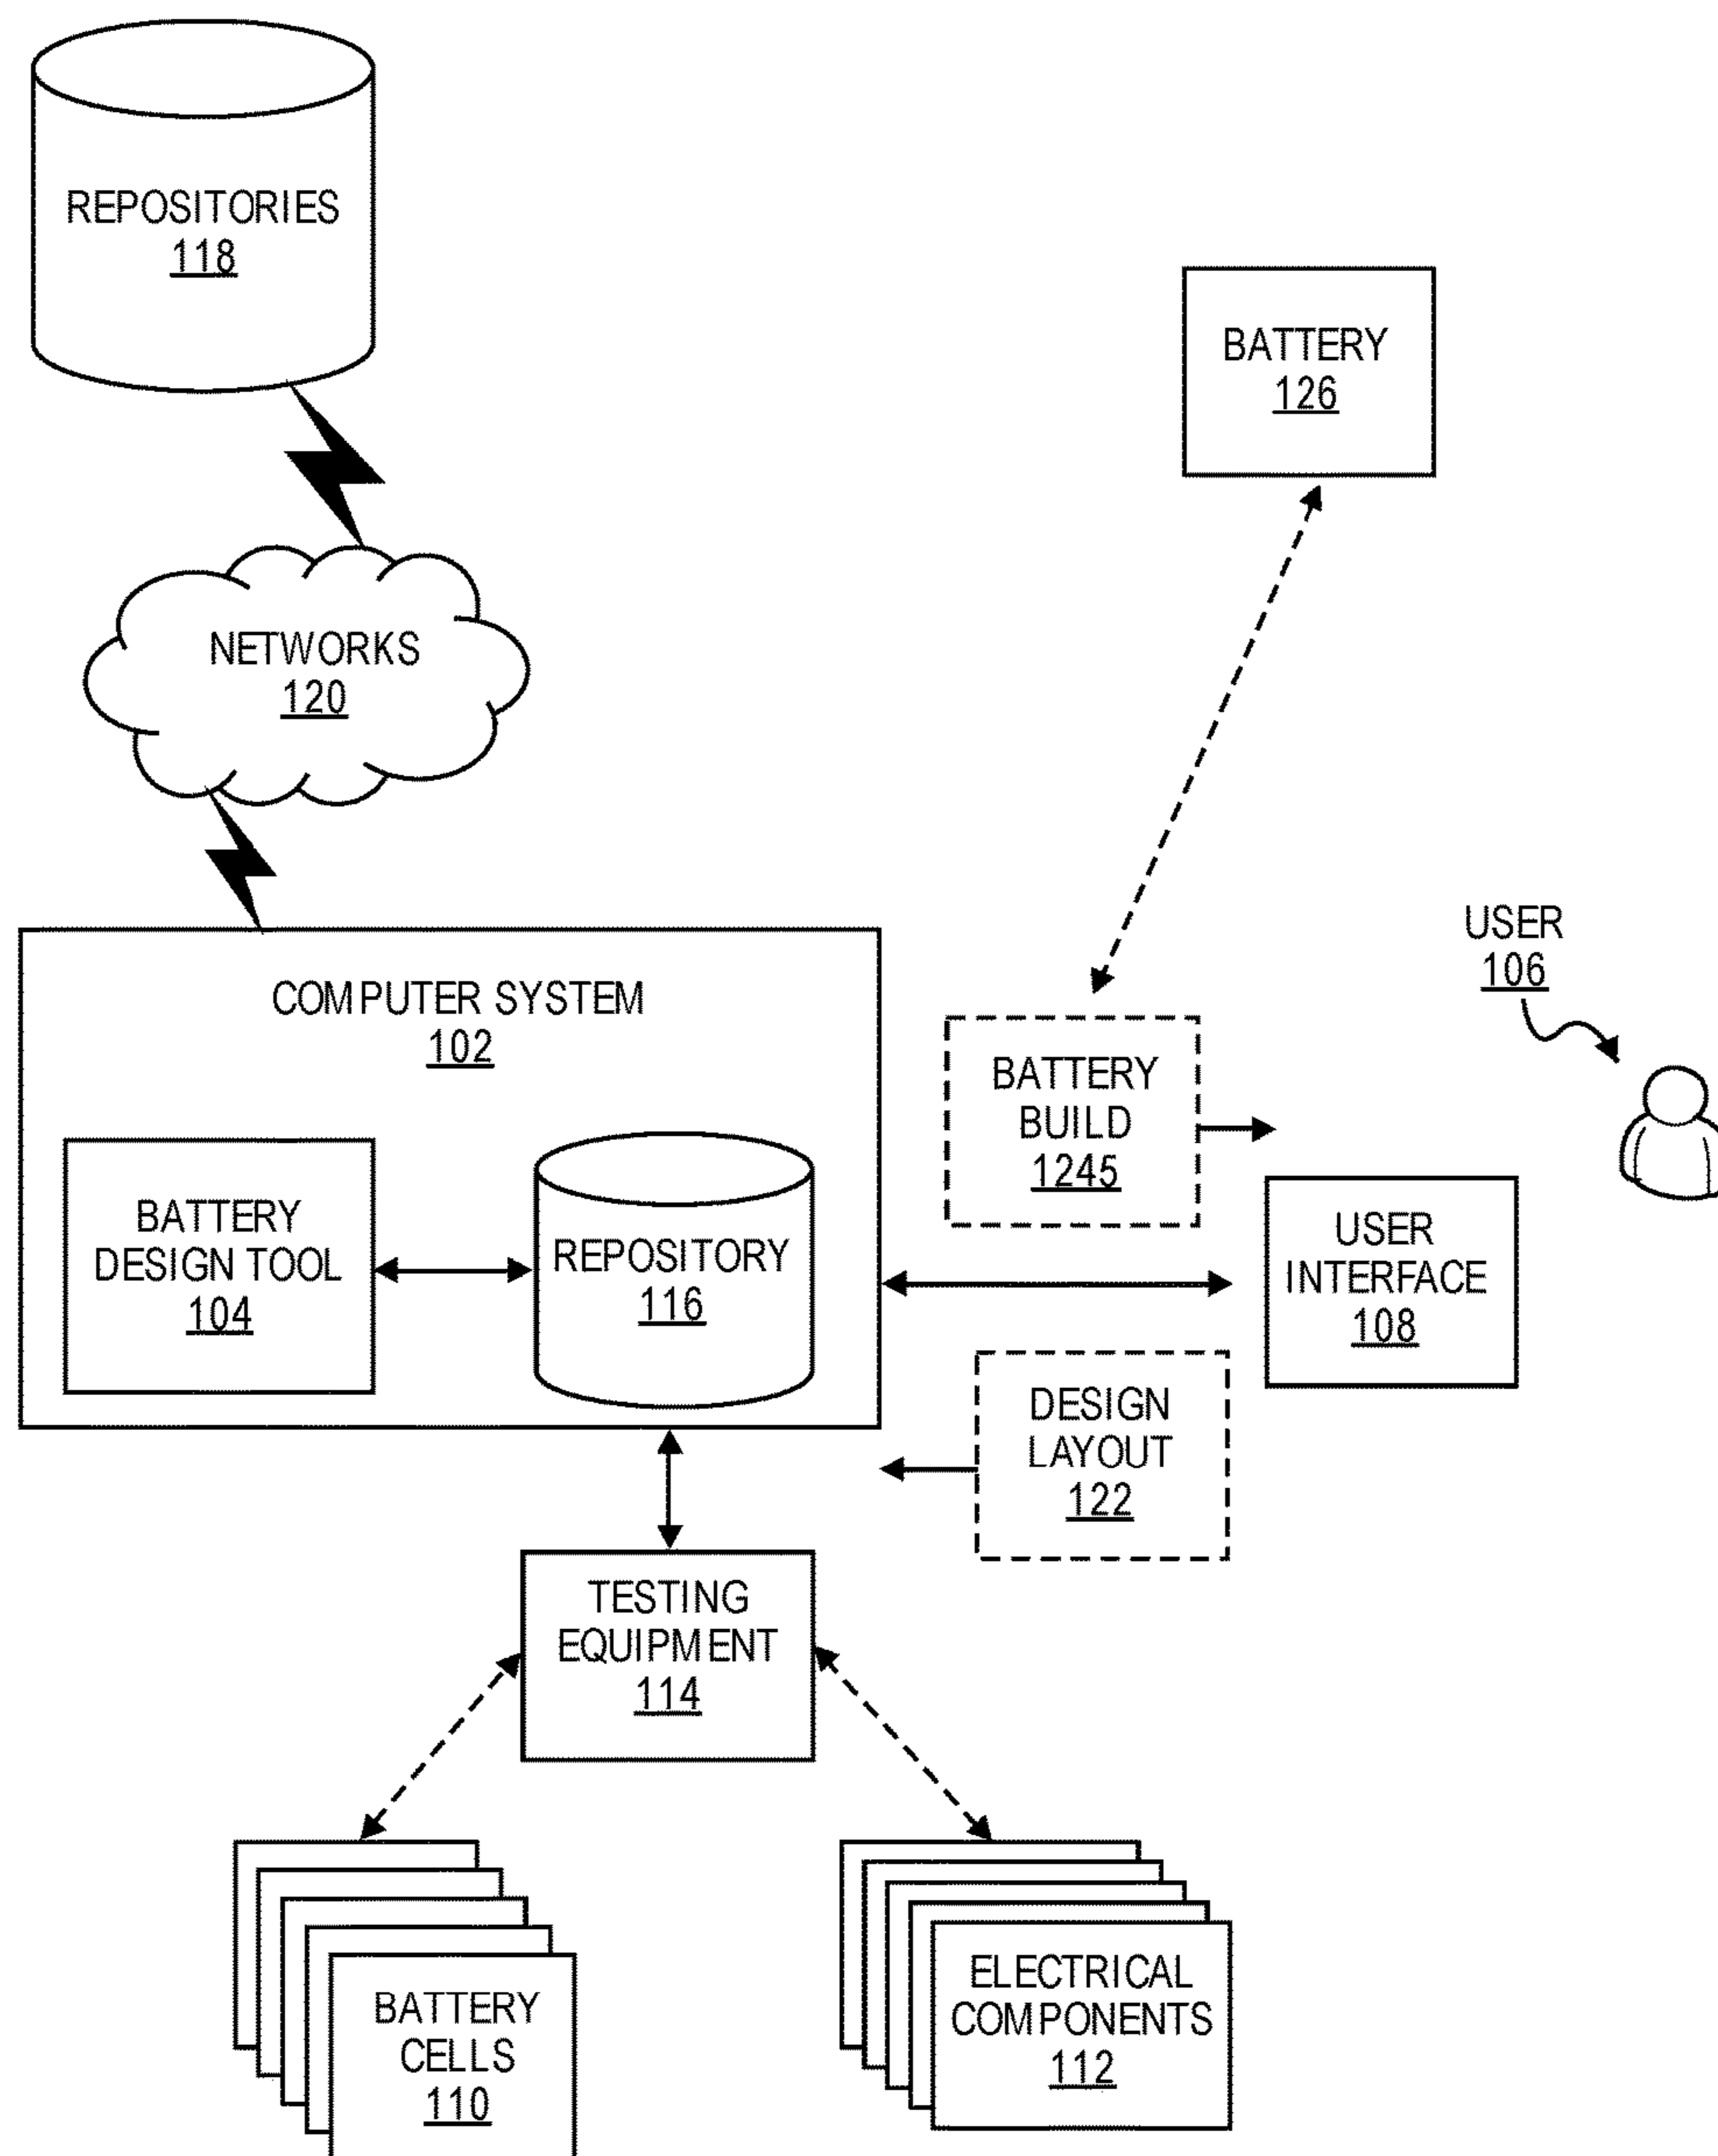 REPOSITORIES
118
BATTERY
126
NETWORKS
120
USER
106
COMPUTER SYSTEM
102
BATTERY
BUILD
1245
BATTERY
DESIGN TOOL
104
REPOSITORY
116
USER
INTERFACE
108
DESIGN
LAYOUT
122
TESTING
EQUIPMENT
114
BATTERY
CELLS
110
ELECTRICAL
COMPONENTS
112